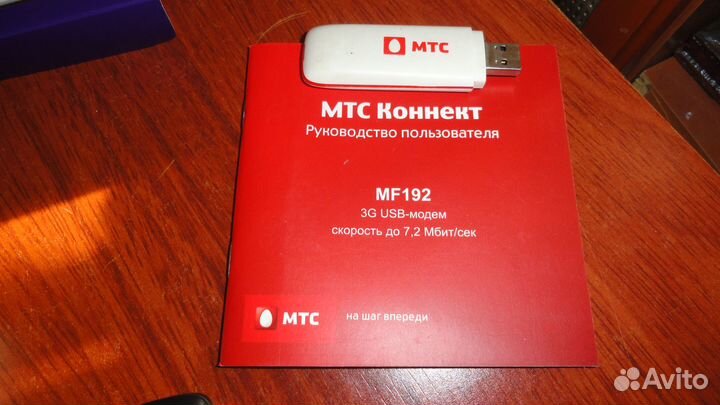 МТС
МТС Коннект
Руководство пользователя
MF192
3G USB-модем
скорость до 7,2 Мбит/сек
МТС
на шаг впереди
Avito